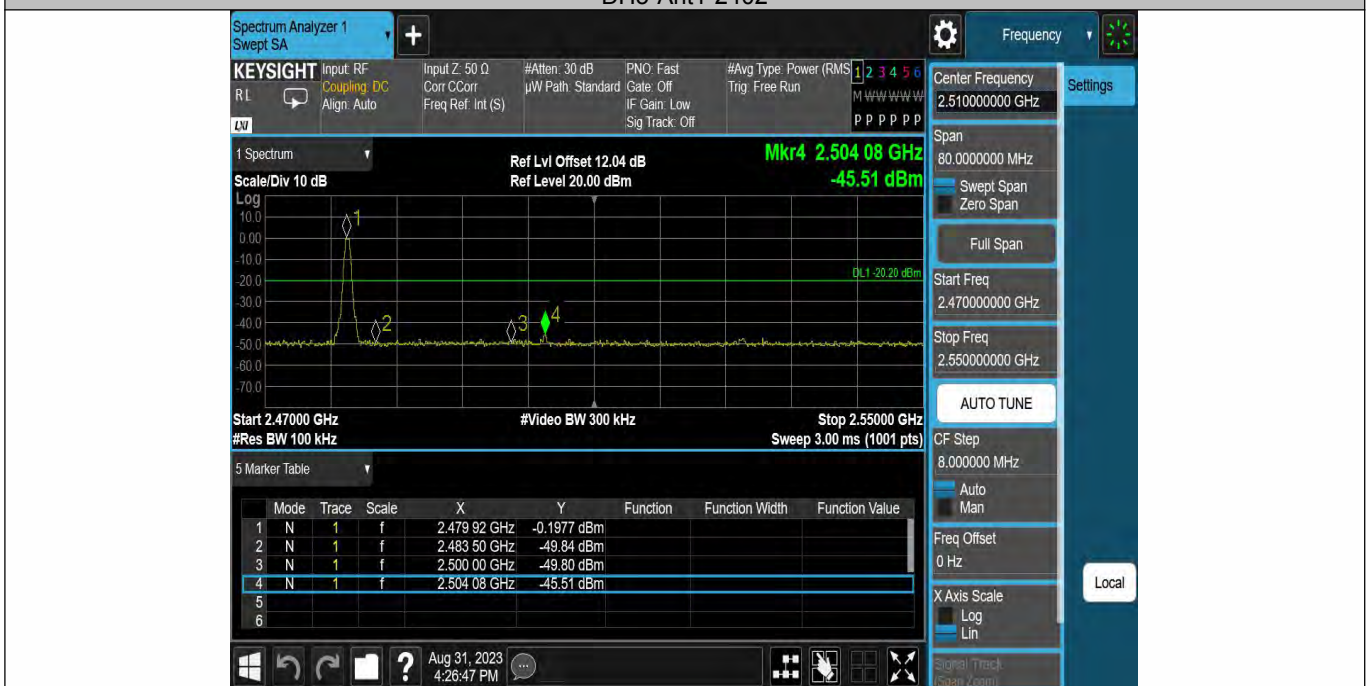 Spectrum Analyzer 1
Swept SA
+
Frequency
KEYSIGHT
RL
LXI
Input: RF
Coupling: DC
Align: Auto
Input Z: 50 Ω
Corr CCorr
Freq Ref: Int (S)
#Atten: 30 dB
µW Path: Standard
PNO: Fast
Gate: Off
IF Gain: Low
Sig Track: Off
#Avg Type: Power (RMS
Trig: Free Run
1 2 3 4 5 6
M W W W W W
P P P P P P
Center Frequency
2.510000000 GHz
Settings
Span
80.0000000 MHz
Swept Span
Zero Span
Full Span
Start Freq
2.470000000 GHz
Stop Freq
2.550000000 GHz
AUTO TUNE
CF Step
8.000000 MHz
Auto
Man
Freq Offset
0 Hz
X Axis Scale
Log
Lin
Signal Track
(Span Zoom)
Local
1 Spectrum
Scale/Div 10 dB
Ref Lvl Offset 12.04 dB
Ref Level 20.00 dBm
Mkr4 2.504 08 GHz
-45.51 dBm
Log
10.0
0.00
-10.0
-20.0
-30.0
-40.0
-50.0
-60.0
-70.0
1
2
3
4
DL1 -20.20 dBm
Start 2.47000 GHz
#Video BW 300 kHz
Stop 2.55000 GHz
#Res BW 100 kHz
Sweep 3.00 ms (1001 pts)
5 Marker Table
Mode Trace Scale X Y Function Function Width Function Value
1 N 1 f 2.479 92 GHz -0.1977 dBm
2 N 1 f 2.483 50 GHz -49.84 dBm
3 N 1 f 2.500 00 GHz -49.80 dBm
4 N 1 f 2.504 08 GHz -45.51 dBm
5
6
?
Aug 31, 2023
4:26:47 PM